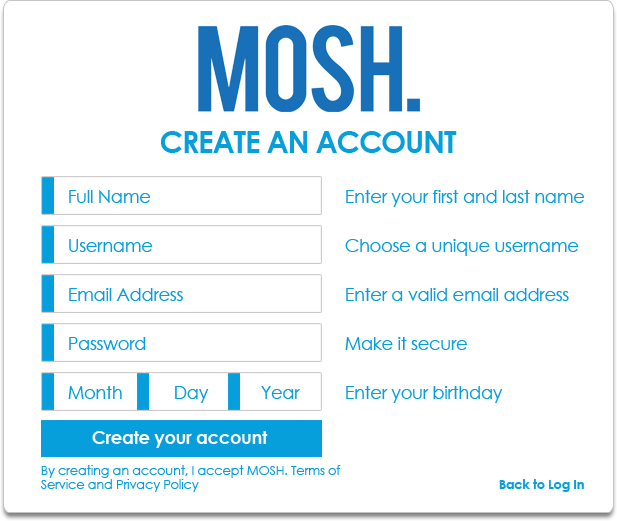 MOSH.
CREATE AN ACCOUNT
Full Name Enter your first and last name
Username Choose a unique username
Email Address Enter a valid email address
Password Make it secure
Month Day Year Enter your birthday
Create your account
By creating an account, I accept MOSH. Terms of
Service and Privacy Policy
Back to Log In